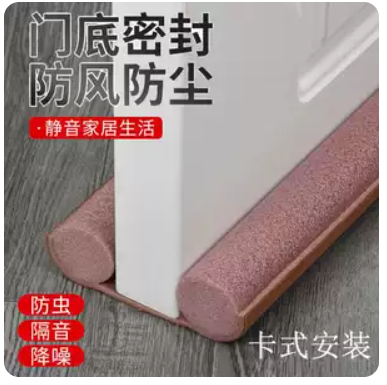 门底密封
防风防尘
·静音家居生活·
防虫
隔音
降噪
卡式安装